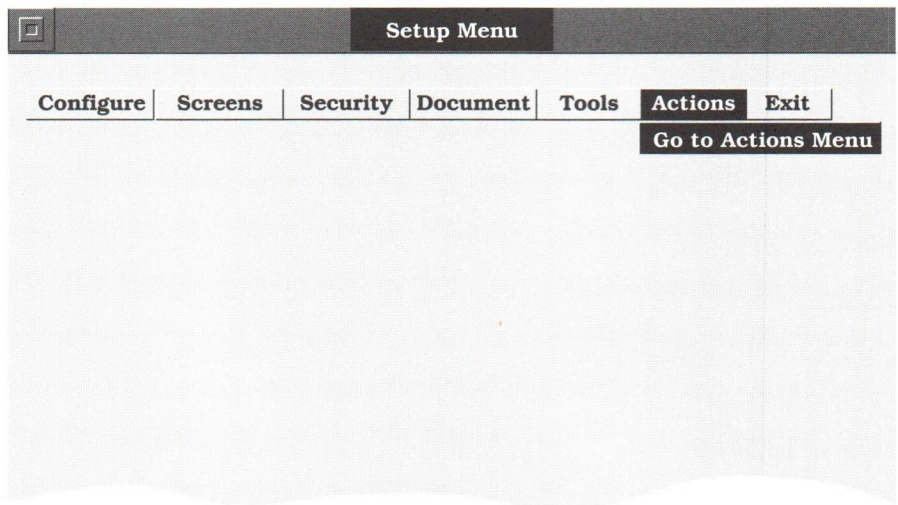 Setup Menu
Configure Screens Security Document Tools Actions Exit
Go to Actions Menu